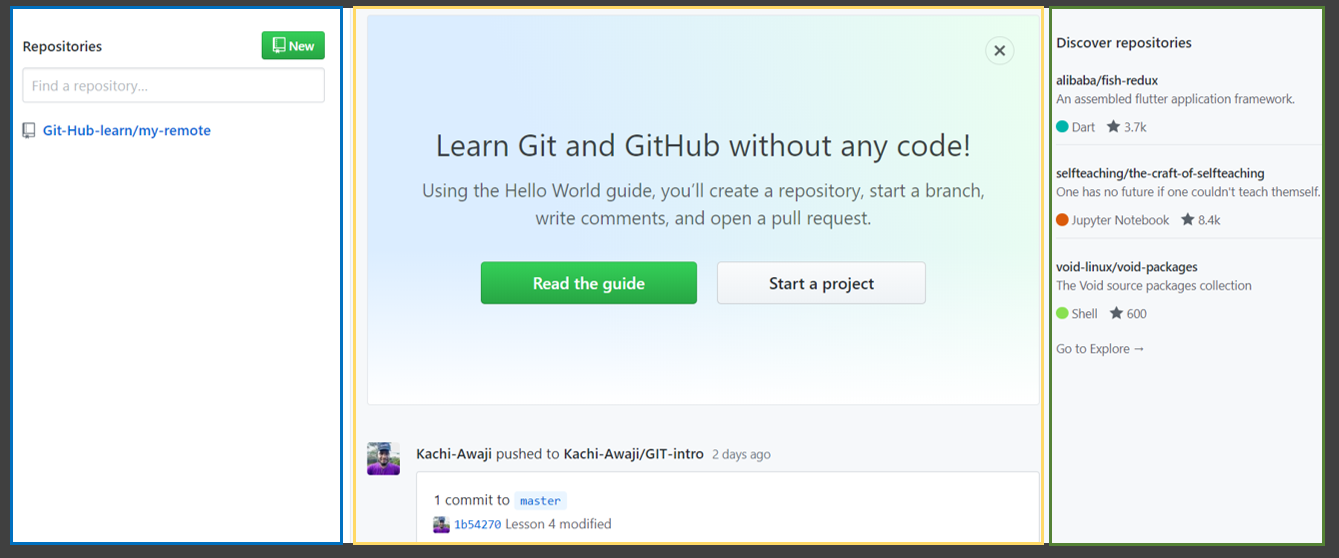 Repositories
New
Find a repository...
Git-Hub-learn/my-remote
Learn Git and GitHub without any code!
Using the Hello World guide, you’ll create a repository, start a branch,
write comments, and open a pull request.
Read the guide
Start a project
Kachi-Awaji pushed to Kachi-Awaji/GIT-intro 2 days ago
1 commit to master
1b54270 Lesson 4 modified
Discover repositories
alibaba/fish-redux
An assembled flutter application framework.
Dart 3.7k
selfteaching/the-craft-of-selfteaching
One has no future if one couldn't teach themself.
Jupyter Notebook 8.4k
void-linux/void-packages
The Void source packages collection
Shell 600
Go to Explore →